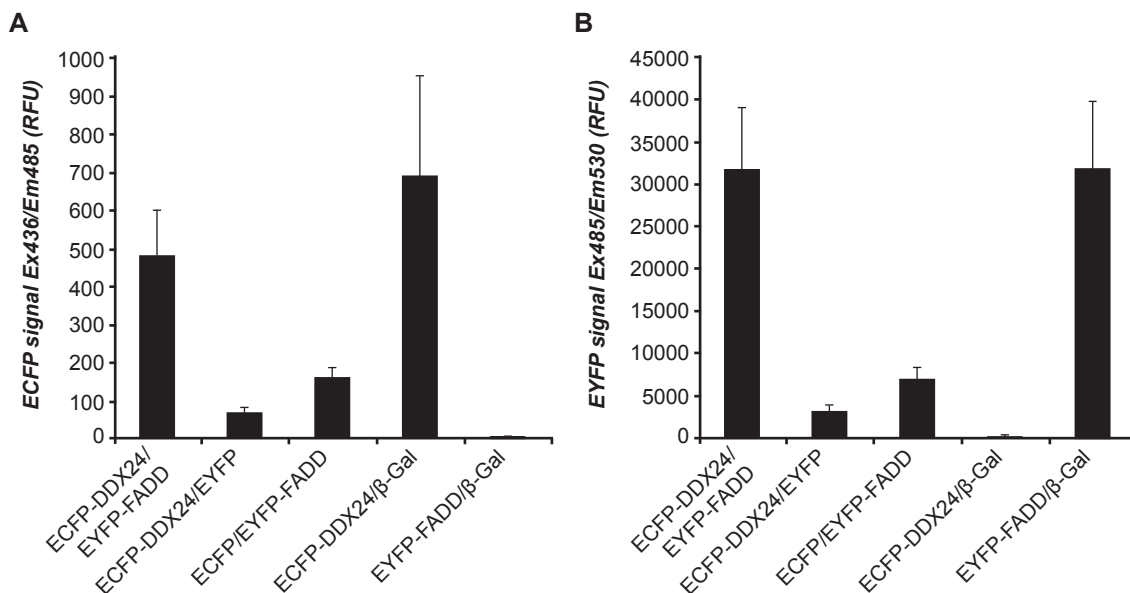 A
ECFP signal Ex436/Em485 (RFU)
1000
900
800
700
600
500
400
300
200
100
0
ECFP-DDX24/
EYFP-FADD
ECFP-DDX24/EYFP
ECFP/EYFP-FADD
ECFP-DDX24/β-Gal
EYFP-FADD/β-Gal
B
EYFP signal Ex485/Em530 (RFU)
45000
40000
35000
30000
25000
20000
15000
10000
5000
0
ECFP-DDX24/
EYFP-FADD
ECFP-DDX24/EYFP
ECFP/EYFP-FADD
ECFP-DDX24/β-Gal
EYFP-FADD/β-Gal